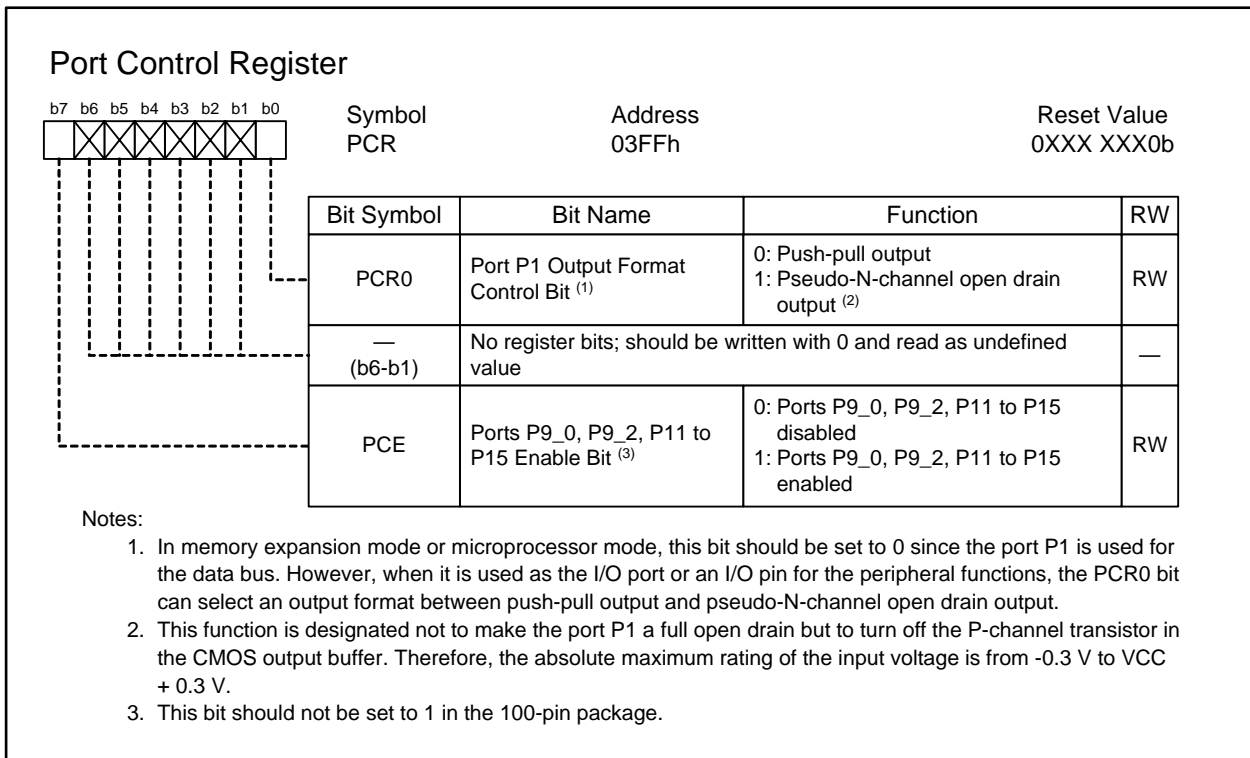 Port Control Register
b7 b6 b5 b4 b3 b2 b1 b0
Symbol Address Reset Value
PCR 03FFh 0XXX XXX0b
Bit Symbol Bit Name Function RW
PCR0
Port P1 Output Format
Control Bit (1)
0: Push-pull output
1: Pseudo-N-channel open drain
output (2)
RW
—
(b6-b1)
No register bits; should be written with 0 and read as undefined
value
—
PCE
Ports P9_0, P9_2, P11 to
P15 Enable Bit (3)
0: Ports P9_0, P9_2, P11 to P15
disabled
1: Ports P9_0, P9_2, P11 to P15
enabled
RW
Notes:
1. In memory expansion mode or microprocessor mode, this bit should be set to 0 since the port P1 is used for
the data bus. However, when it is used as the I/O port or an I/O pin for the peripheral functions, the PCR0 bit
can select an output format between push-pull output and pseudo-N-channel open drain output.
2. This function is designated not to make the port P1 a full open drain but to turn off the P-channel transistor in
the CMOS output buffer. Therefore, the absolute maximum rating of the input voltage is from -0.3 V to VCC
+ 0.3 V.
3. This bit should not be set to 1 in the 100-pin package.